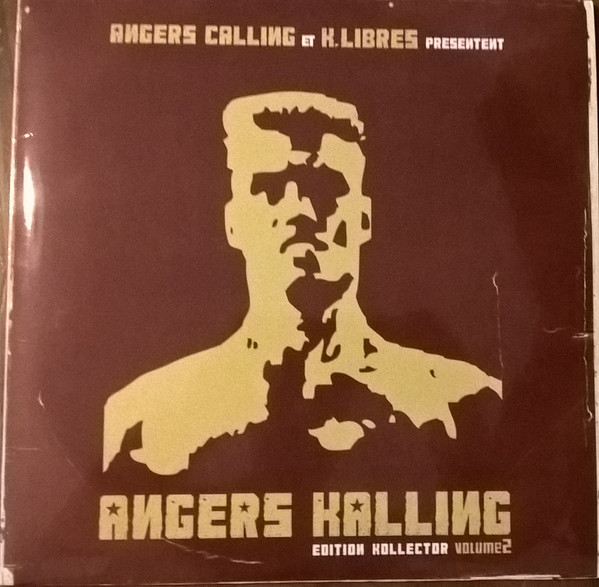 ANGERS CALLING ET K.LIBRES PRESENTENT
ANGERS KALLING
EDITION KOLLECTOR VOLUME2